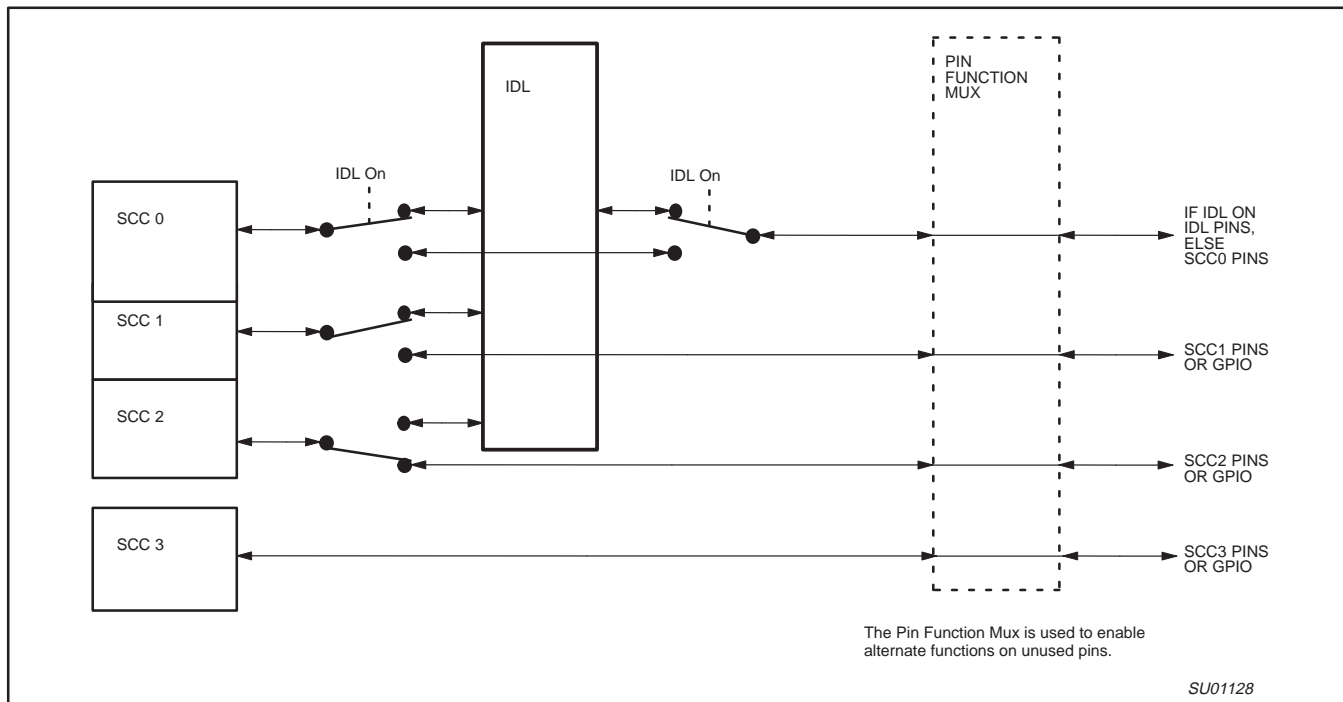 IDL
PIN
FUNCTION
MUX
IDL On
IDL On
SCC 0
IF IDL ON
IDL PINS,
ELSE
SCC0 PINS
SCC 1
SCC1 PINS
OR GPIO
SCC 2
SCC2 PINS
OR GPIO
SCC 3
SCC3 PINS
OR GPIO
The Pin Function Mux is used to enable
alternate functions on unused pins.
SU01128